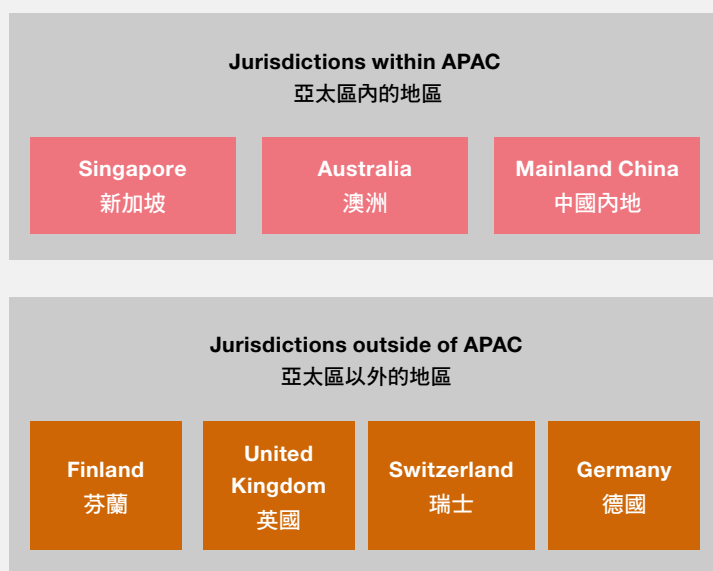 Jurisdictions within APAC
亞太區內的地區
Singapore
新加坡
Australia
澳洲
Mainland China
中國內地
Jurisdictions outside of APAC
亞太區以外的地區
Finland
芬蘭
United
Kingdom
英國
Switzerland
瑞士
Germany
德國